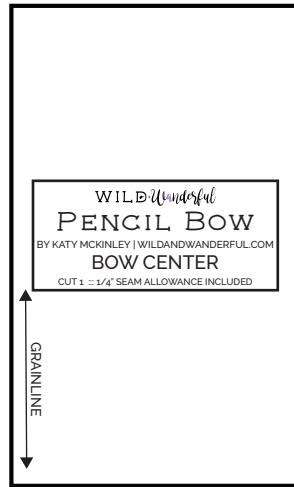 WILD & Wanderful
PENCIL BOW
BY KATY MCKINLEY | WILDANDWANDERFUL.COM
BOW CENTER
CUT 1 :: 1/4" SEAM ALLOWANCE INCLUDED
GRAINLINE